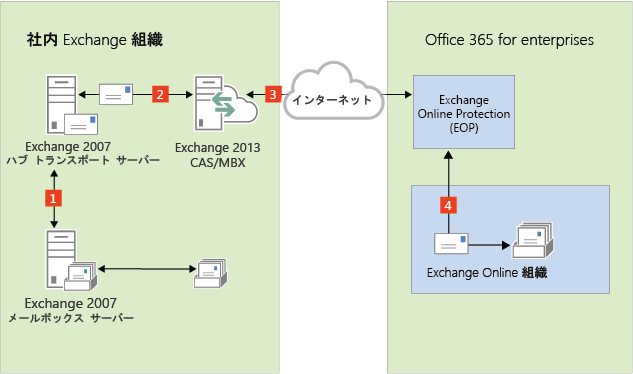 社内 Exchange 組織
Office 365 for enterprises
2
3
インターネット
Exchange
Online Protection
(EOP)
Exchange 2007
ハブ トランスポート サーバー
Exchange 2013
CAS/MBX
1
4
Exchange Online 組織
Exchange 2007
メールボックス サーバー